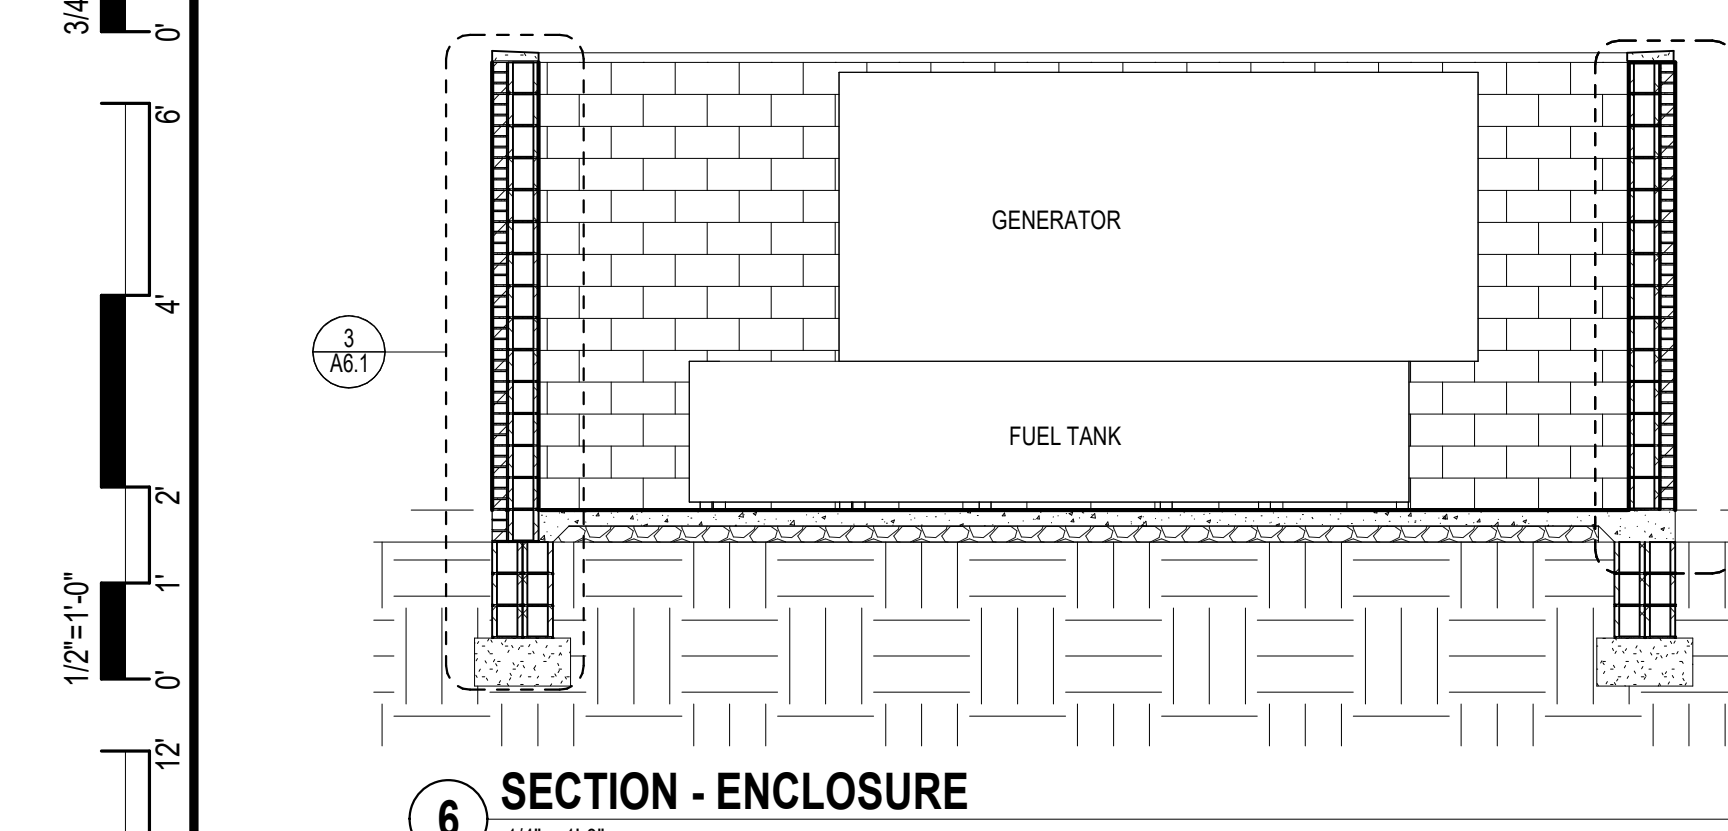 3/4
0'
6'
4'
2'
1'
0'
1/2"=1'-0"
12'
GENERATOR
FUEL TANK
3
A6.1
6
SECTION - ENCLOSURE